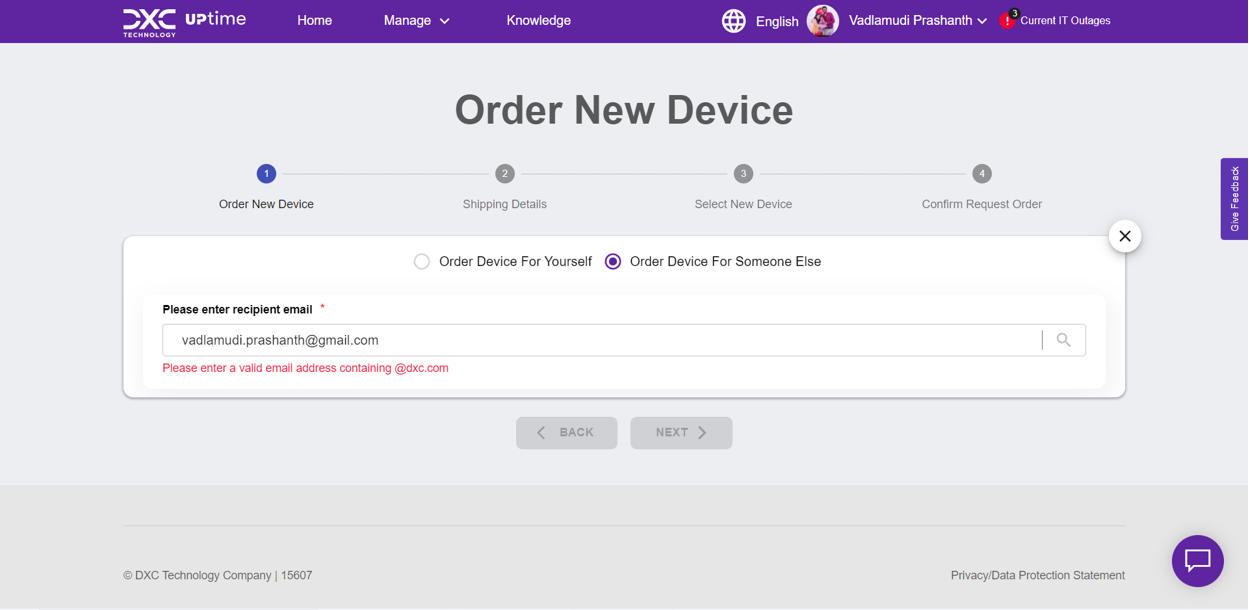 DXC TECHNOLOGY UPtime Home Manage Knowledge English Vadlamudi Prashanth ! 3 Current IT Outages
Order New Device
1 2 3 4
Order New Device Shipping Details Select New Device Confirm Request Order
Give Feedback
Order Device For Yourself Order Device For Someone Else
Please enter recipient email *
vadlamudi.prashanth@gmail.com
Please enter a valid email address containing @dxc.com
BACK NEXT
© DXC Technology Company | 15607 Privacy/Data Protection Statement